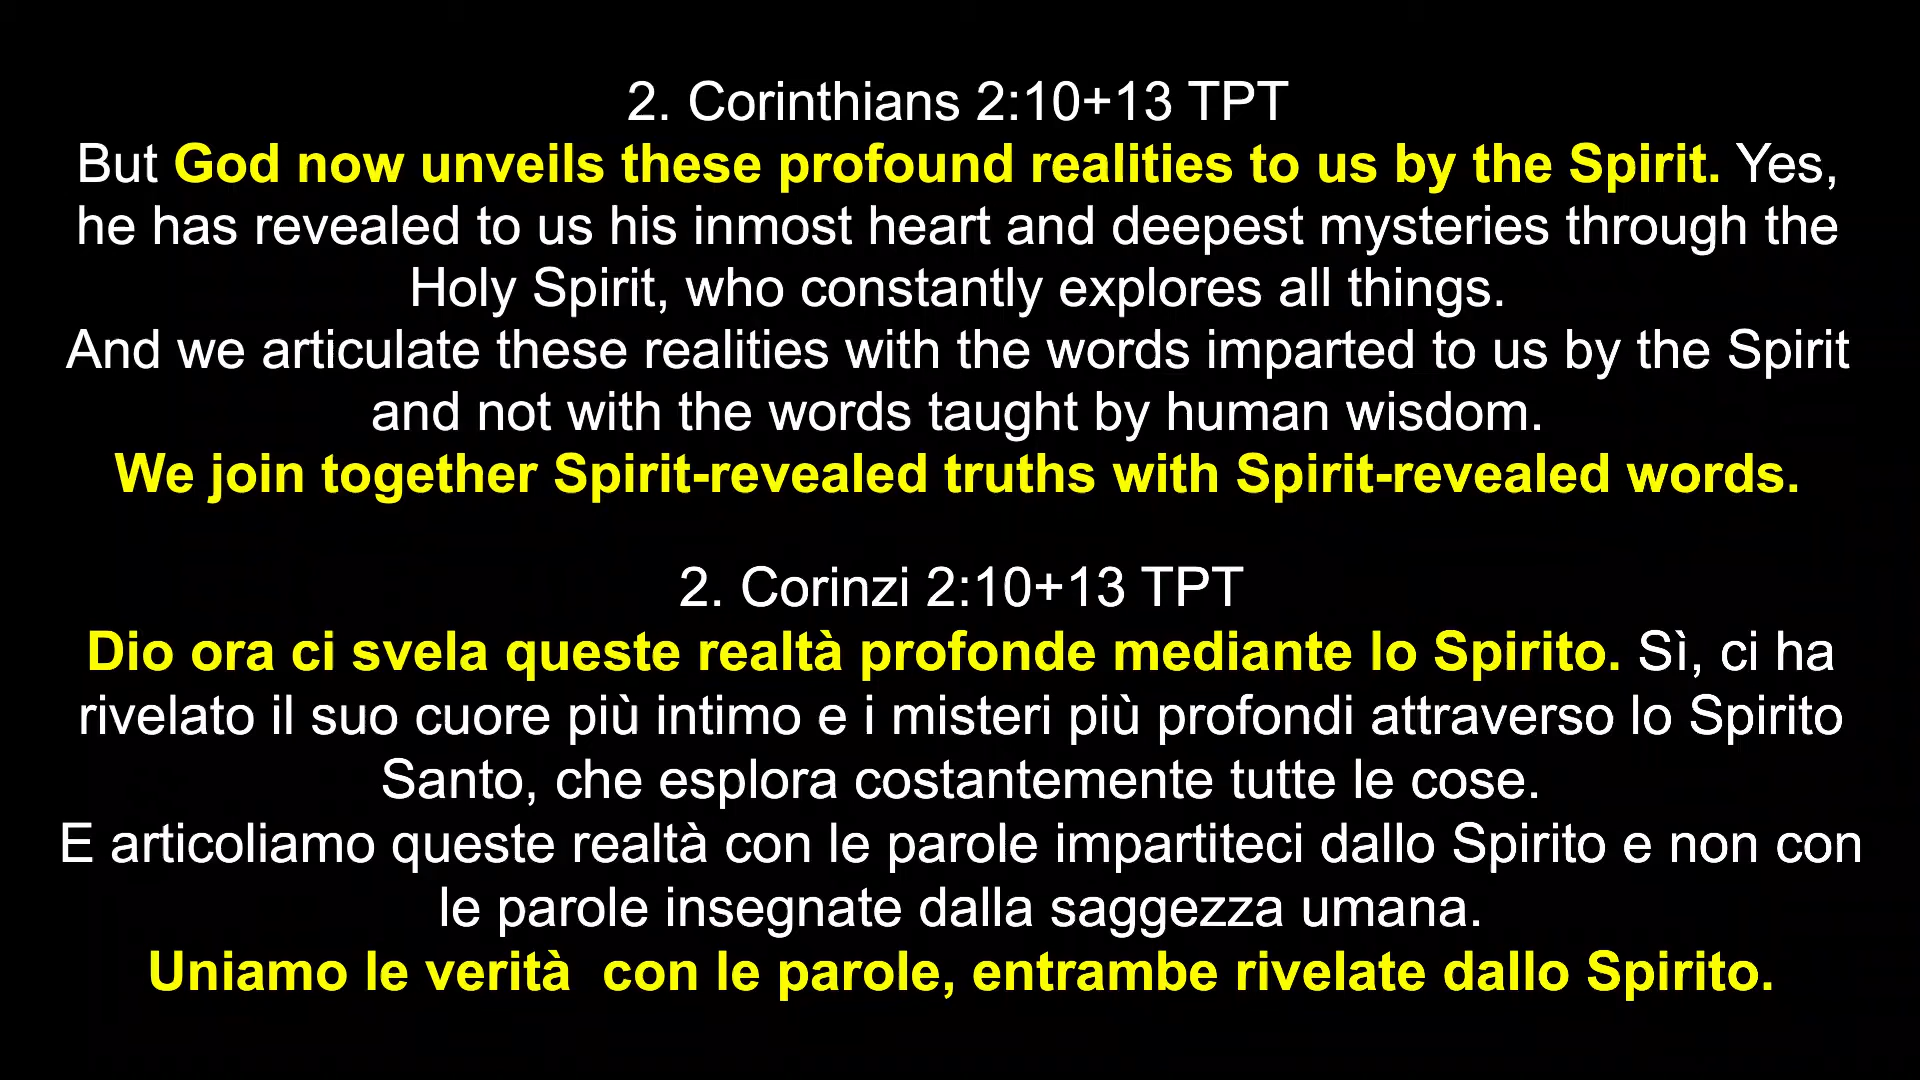 2. Corinthians 2:10+13 TPT
But God now unveils these profound realities to us by the Spirit. Yes,
he has revealed to us his inmost heart and deepest mysteries through the
Holy Spirit, who constantly explores all things.
And we articulate these realities with the words imparted to us by the Spirit
and not with the words taught by human wisdom.
We join together Spirit-revealed truths with Spirit-revealed words.
2. Corinzi 2:10+13 TPT
Dio ora ci svela queste realtà profonde mediante lo Spirito. Sì, ci ha
rivelato il suo cuore più intimo e i misteri più profondi attraverso lo Spirito
Santo, che esplora costantemente tutte le cose.
E articoliamo queste realtà con le parole impartiteci dallo Spirito e non con
le parole insegnate dalla saggezza umana.
Uniamo le verità  con le parole, entrambe rivelate dallo Spirito.